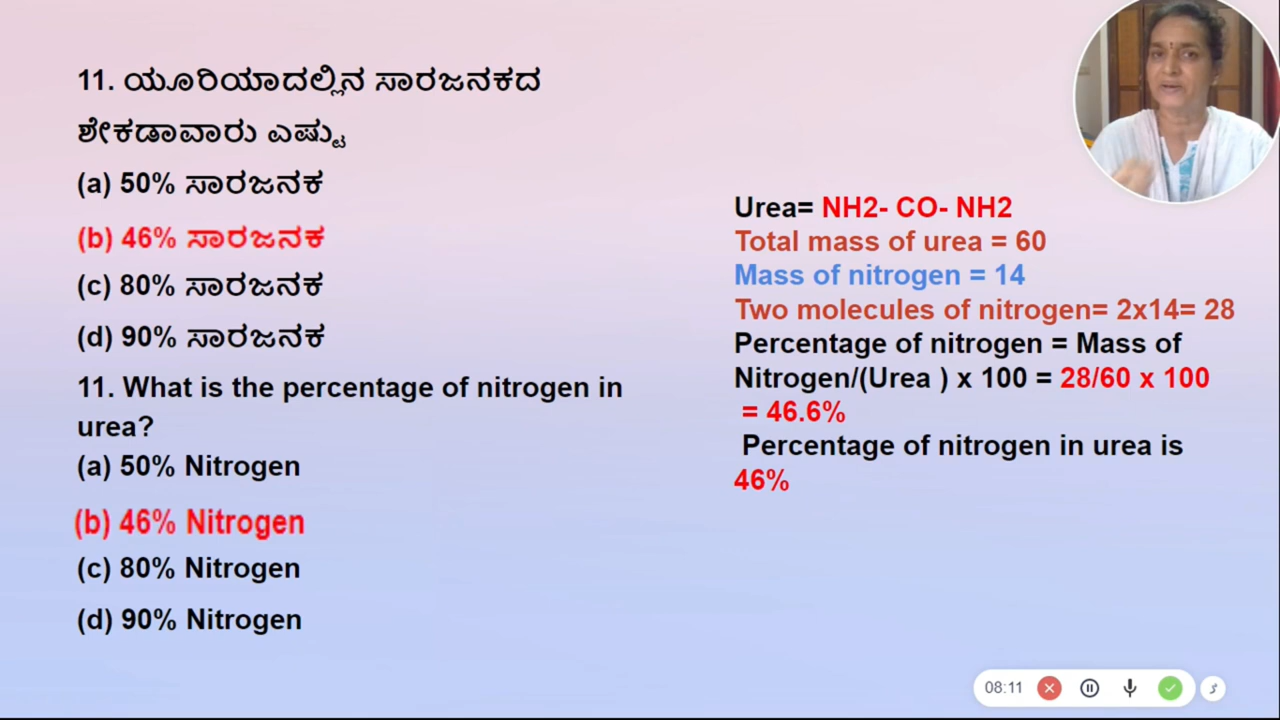 11. ಯೂರಿಯಾದಲ್ಲಿನ ಸಾರಜನಕದ
ಶೇಕಡಾವಾರು ಎಷ್ಟು
(a) 50% ಸಾರಜನಕ
(b) 46% ಸಾರಜನಕ
(c) 80% ಸಾರಜನಕ
(d) 90% ಸಾರಜನಕ
11. What is the percentage of nitrogen in
urea?
(a) 50% Nitrogen
(b) 46% Nitrogen
(c) 80% Nitrogen
(d) 90% Nitrogen
Urea= NH2- CO- NH2
Total mass of urea = 60
Mass of nitrogen = 14
Two molecules of nitrogen= 2x14= 28
Percentage of nitrogen = Mass of
Nitrogen/(Urea ) x 100 = 28/60 x 100
= 46.6%
Percentage of nitrogen in urea is
46%
08:11